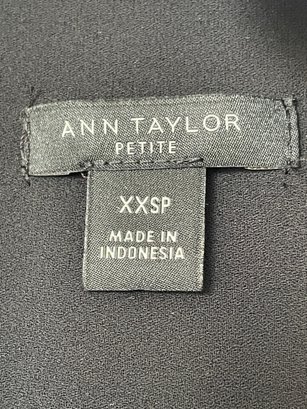 ANN TAYLOR
PETITE
XXSP
MADE IN
INDONESIA